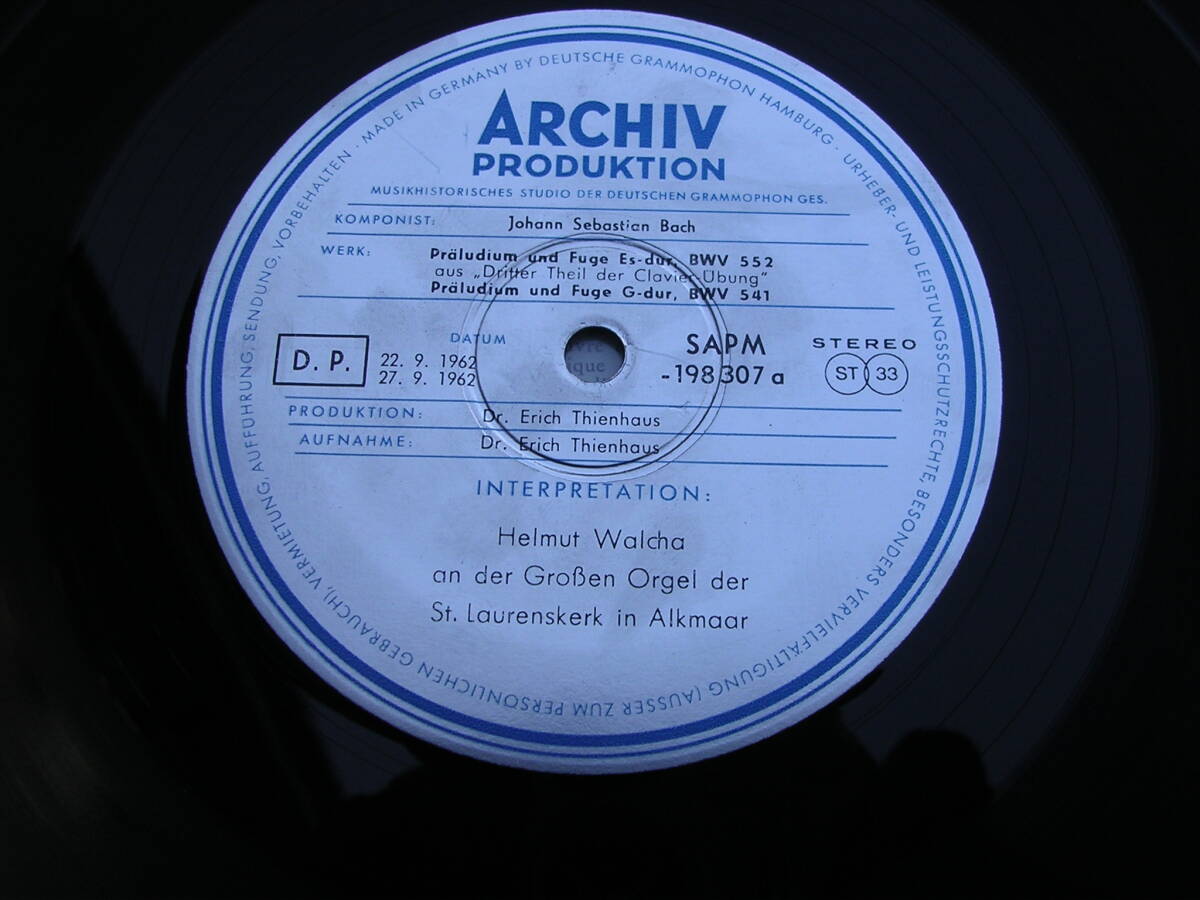 MADE IN GERMANY BY DEUTSCHE GRAMMOPHON HAMBURG · URHEBER- UND LEISTUNGSSCHUTZRECHTE, BESONDERS VERVIELFÄLTIGUNG (AUSSER ZUM PERSÖNLICHEN GEBRAUCH), VERMIETUNG, AUFFÜHRUNG, SENDUNG, VORBEHALTEN ·
ARCHIV
PRODUKTION
MUSIKHISTORISCHES STUDIO DER DEUTSCHEN GRAMMOPHON GES.
KOMPONIST: Johann Sebastian Bach
WERK: Präludium und Fuge Es-dur, BWV 552
aus „Dritter Theil der Clavier-Übung"
Präludium und Fuge G-dur, BWV 541
D. P.
DATUM
22. 9. 1962
27. 9. 1962
SAPM
-198 307 a
STEREO
ST 33
PRODUKTION: Dr. Erich Thienhaus
AUFNAHME: Dr. Erich Thienhaus
INTERPRETATION:
Helmut Walcha
an der Großen Orgel der
St. Laurenskerk in Alkmaar